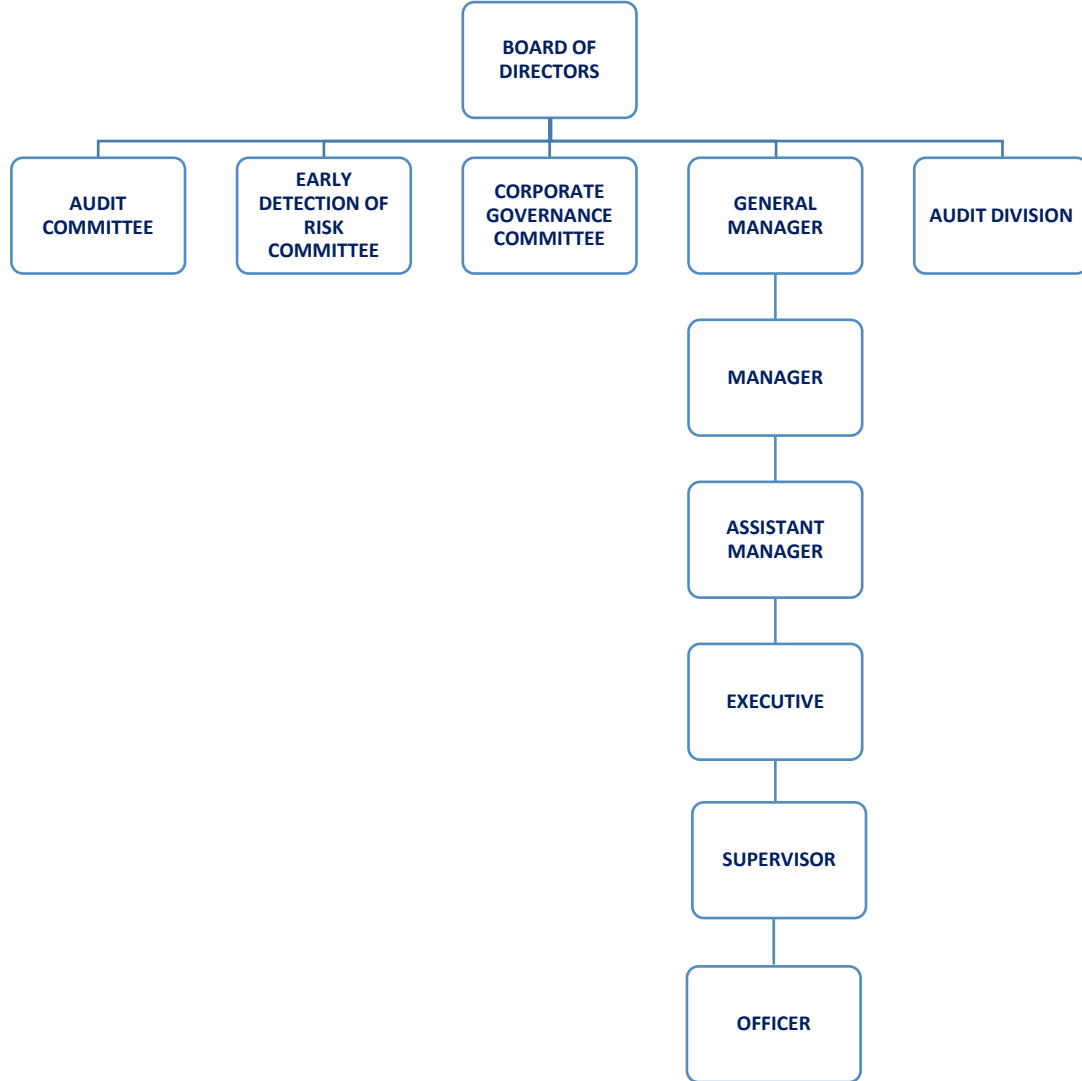 BOARD OF
DIRECTORS
AUDIT
COMMITTEE
EARLY
DETECTION OF
RISK
COMMITTEE
CORPORATE
GOVERNANCE
COMMITTEE
GENERAL
MANAGER
AUDIT DIVISION
MANAGER
ASSISTANT
MANAGER
EXECUTIVE
SUPERVISOR
OFFICER